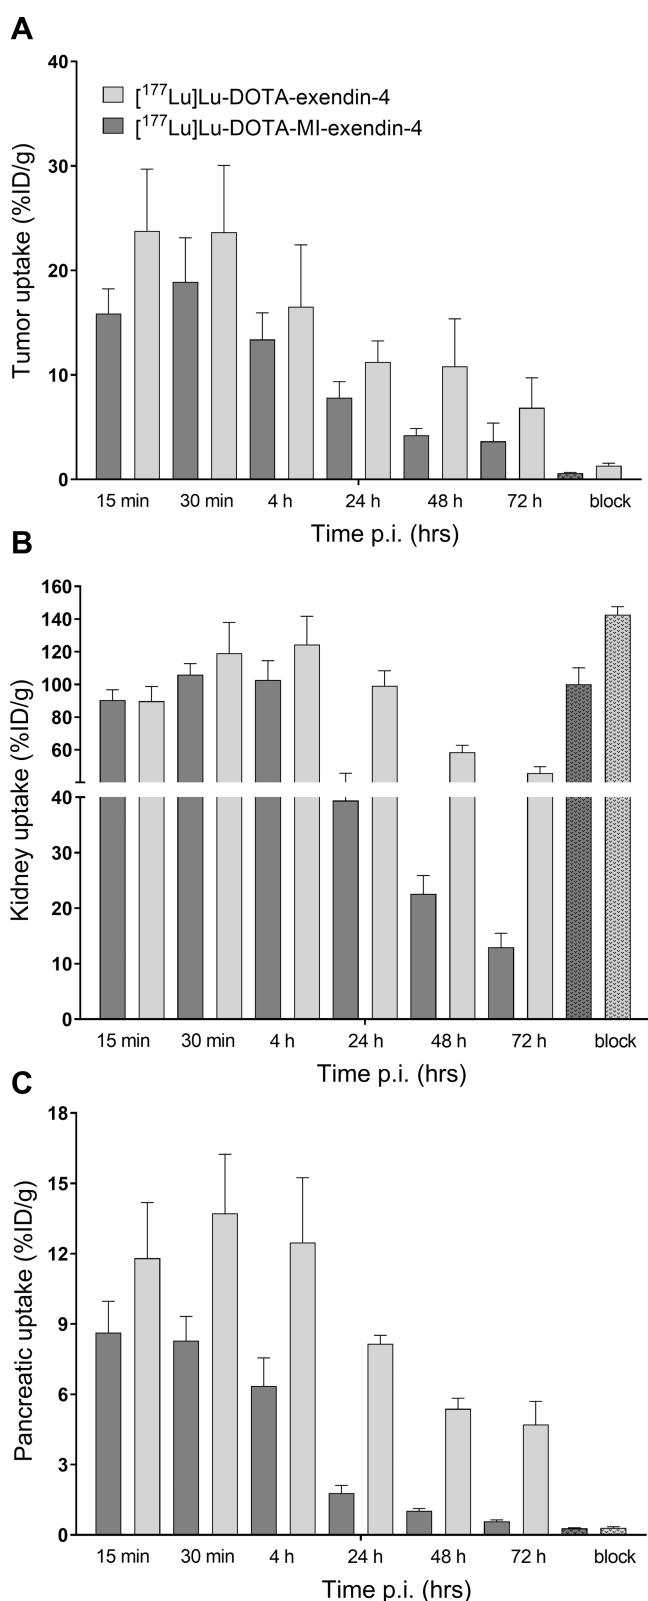 A
Tumor uptake (%ID/g)
40
30
20
10
0
[¹⁷⁷Lu]Lu-DOTA-exendin-4
[¹⁷⁷Lu]Lu-DOTA-MI-exendin-4
15 min 30 min 4 h 24 h 48 h 72 h block
Time p.i. (hrs)
B
Kidney uptake (%ID/g)
160
140
120
100
80
60
40
30
20
10
0
15 min 30 min 4 h 24 h 48 h 72 h block
Time p.i. (hrs)
C
Pancreatic uptake (%ID/g)
18
15
12
9
6
3
0
15 min 30 min 4 h 24 h 48 h 72 h block
Time p.i. (hrs)